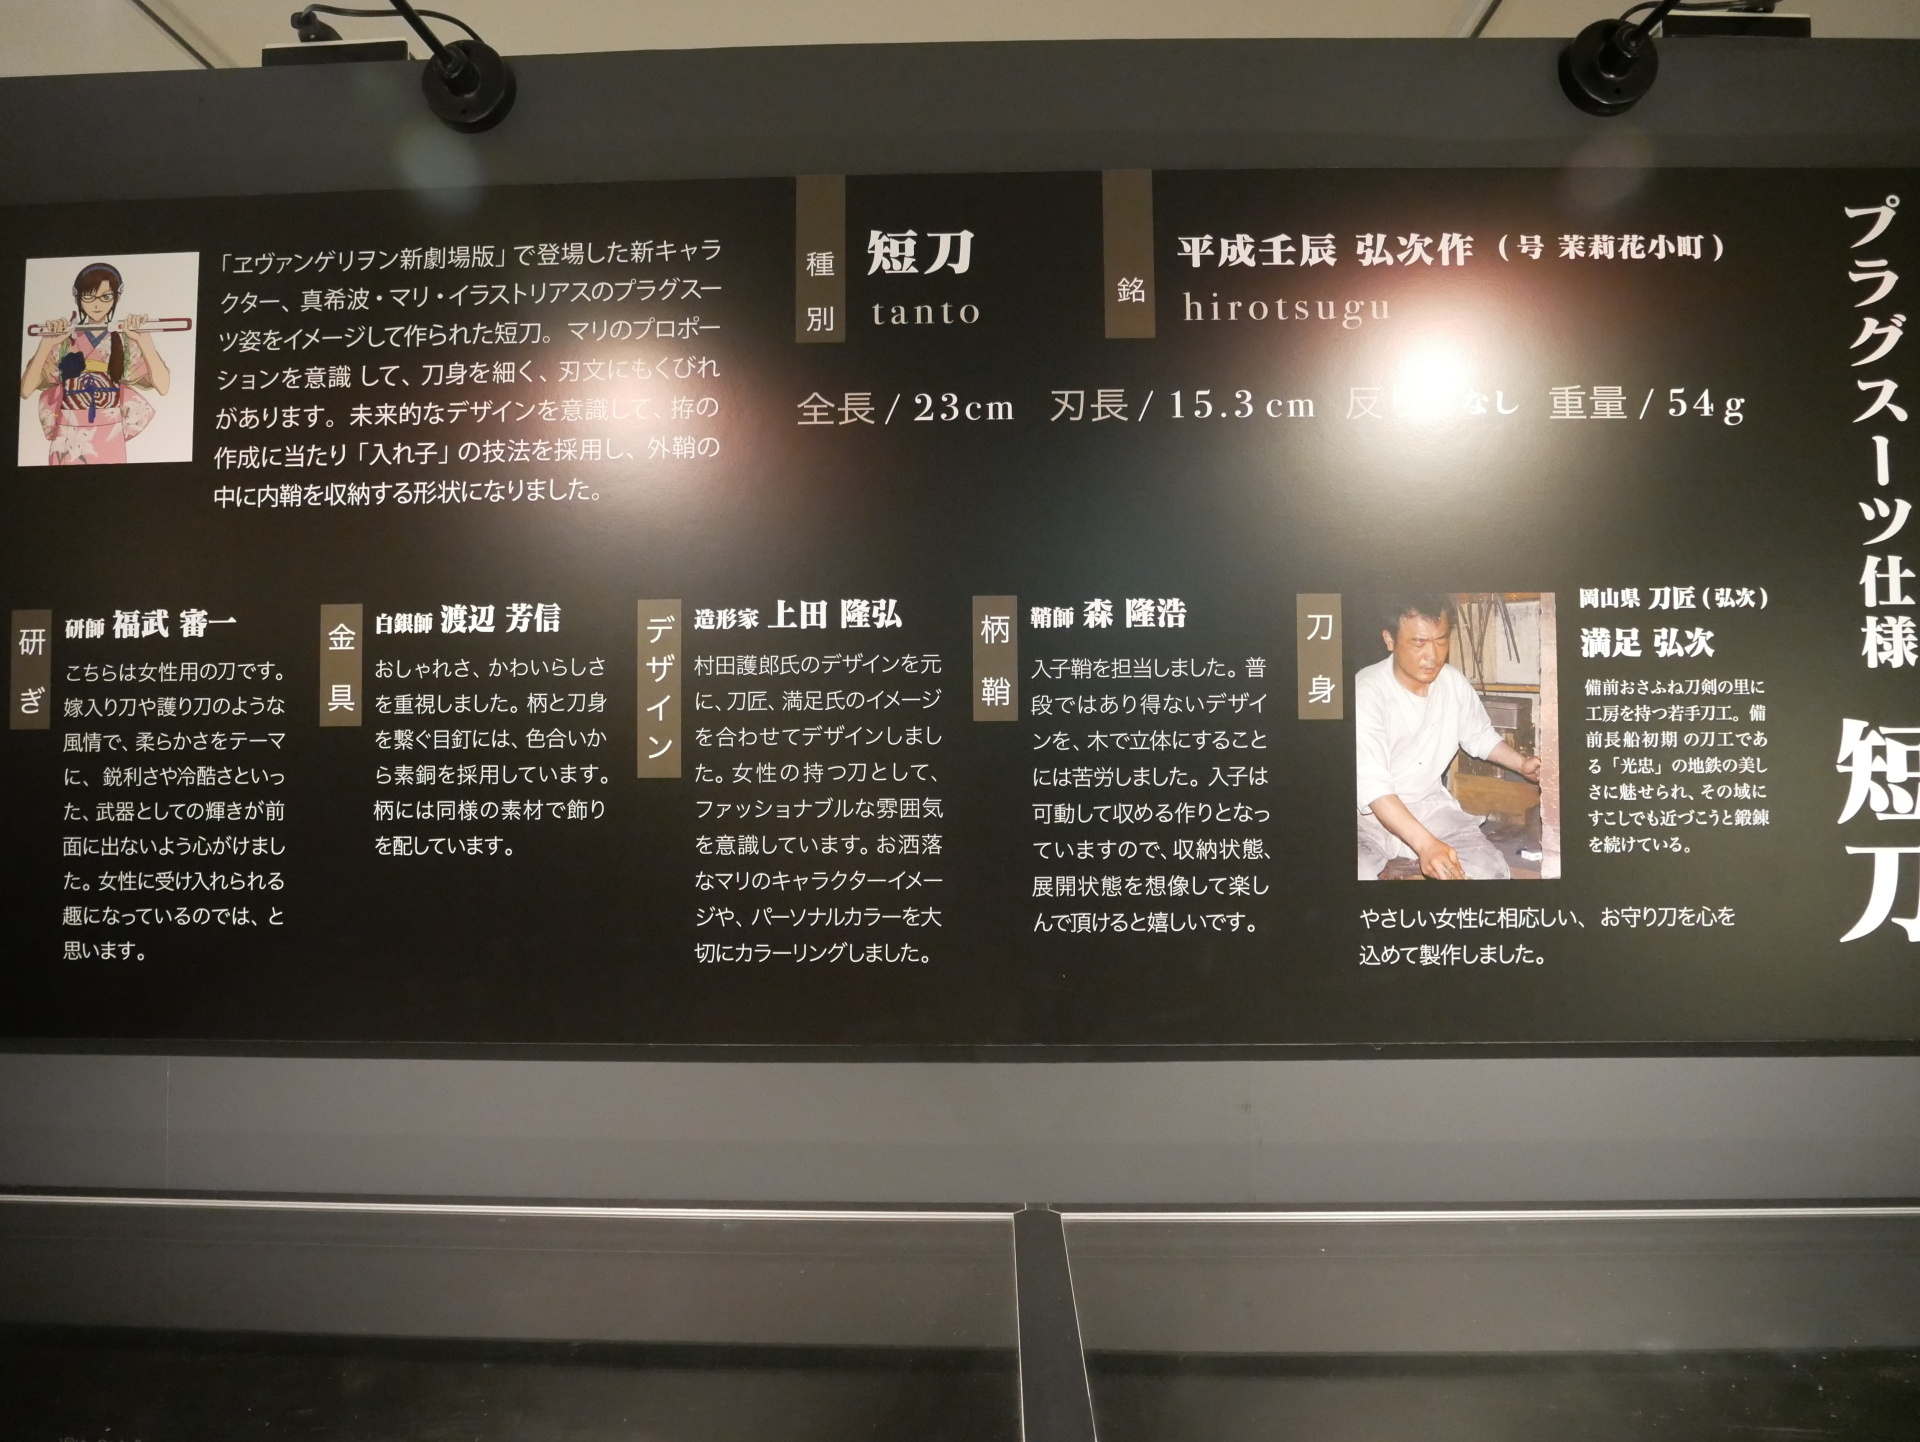 プラグスーツ仕様 短刀
種別
短刀
tanto
銘
平成壬辰 弘次作 (号 茉莉花小町)
hirotsugu
全長 / 23cm 刃長 / 15.3cm 反 なし 重量 / 54g
「ヱヴァンゲリヲン新劇場版」で登場した新キャラ
クター、真希波・マリ・イラストリアスのプラグスー
ツ姿をイメージして作られた短刀。マリのプロポー
ションを意識 して、刀身を細く、刃文にもくびれ
があります。未来的なデザインを意識して、拵の
作成に当たり「入れ子」の技法を採用し、外鞘の
中に内鞘を収納する形状になりました。
刀身
岡山県 刀匠(弘次)
満足 弘次
備前おさふね刀剣の里に
工房を持つ若手刀工。備
前長船初期 の刀工であ
る「光忠」の地鉄の美し
さに魅せられ、その域に
すこしでも近づこうと鍛錬
を続けている。
やさしい女性に相応しい、お守り刀を心を
込めて製作しました。
柄鞘
鞘師 森 隆浩
入子鞘を担当しました。普
段ではあり得ないデザイ
ンを、木で立体にすること
には苦労しました。入子は
可動して収める作りとなっ
ていますので、収納状態、
展開状態を想像して楽し
んで頂けると嬉しいです。
デザイン
造形家 上田 隆弘
村田護郎氏のデザインを元
に、刀匠、満足氏のイメージ
を合わせてデザインしまし
た。女性の持つ刀として、
ファッショナブルな雰囲気
を意識しています。お洒落
なマリのキャラクターイメー
ジや、パーソナルカラーを大
切にカラーリングしました。
金具
白銀師 渡辺 芳信
おしゃれさ、かわいらしさ
を重視しました。柄と刀身
を繋ぐ目釘には、色合いか
ら素銅を採用しています。
柄には同様の素材で飾り
を配しています。
研ぎ
研師 福武 審一
こちらは女性用の刀です。
嫁入り刀や護り刀のような
風情で、柔らかさをテーマ
に、鋭利さや冷酷さといっ
た、武器としての輝きが前
面に出ないよう心がけまし
た。女性に受け入れられる
趣になっているのでは、と
思います。